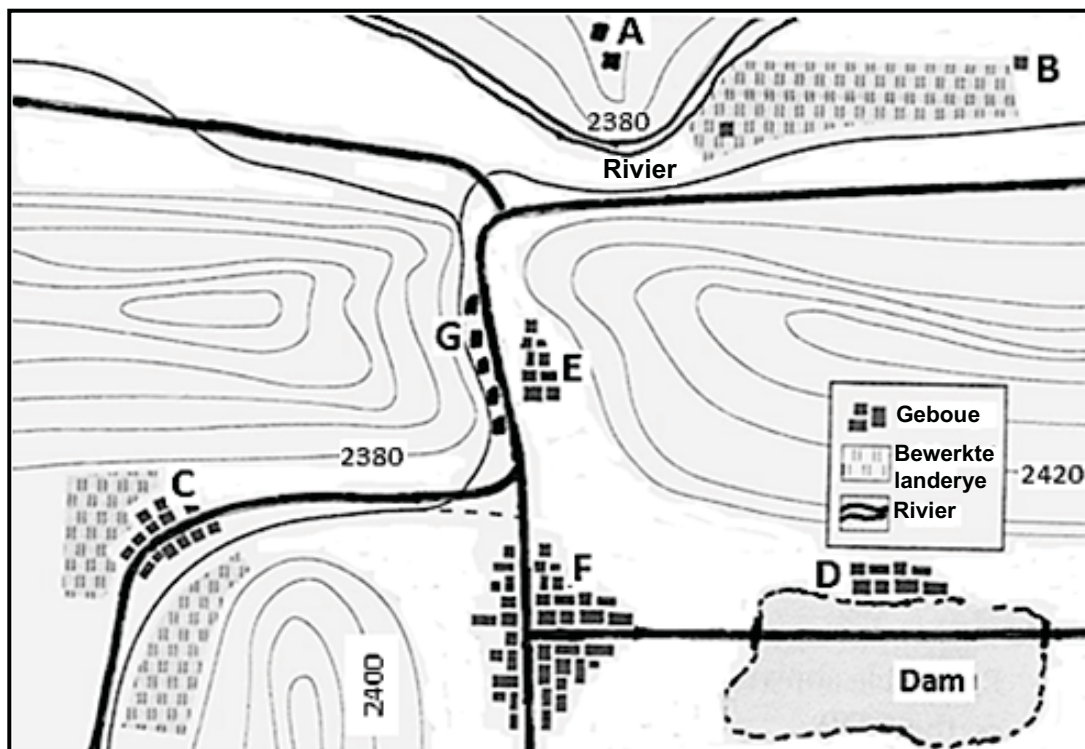 A
B
2380
Rivier
G
E
Geboue
Bewerkte
landerye
2420
Rivier
2380
C
F
D
2400
Dam